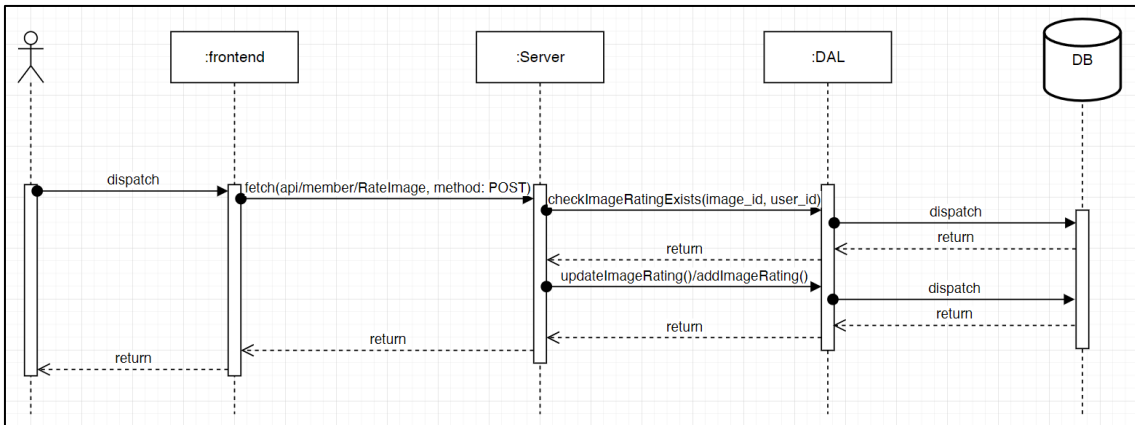 :frontend
:Server
:DAL
DB
dispatch
fetch(api/member/RateImage, method: POST)
checkImageRatingExists(image_id, user_id)
dispatch
return
return
updateImageRating()/addImageRating()
dispatch
return
return
return
return